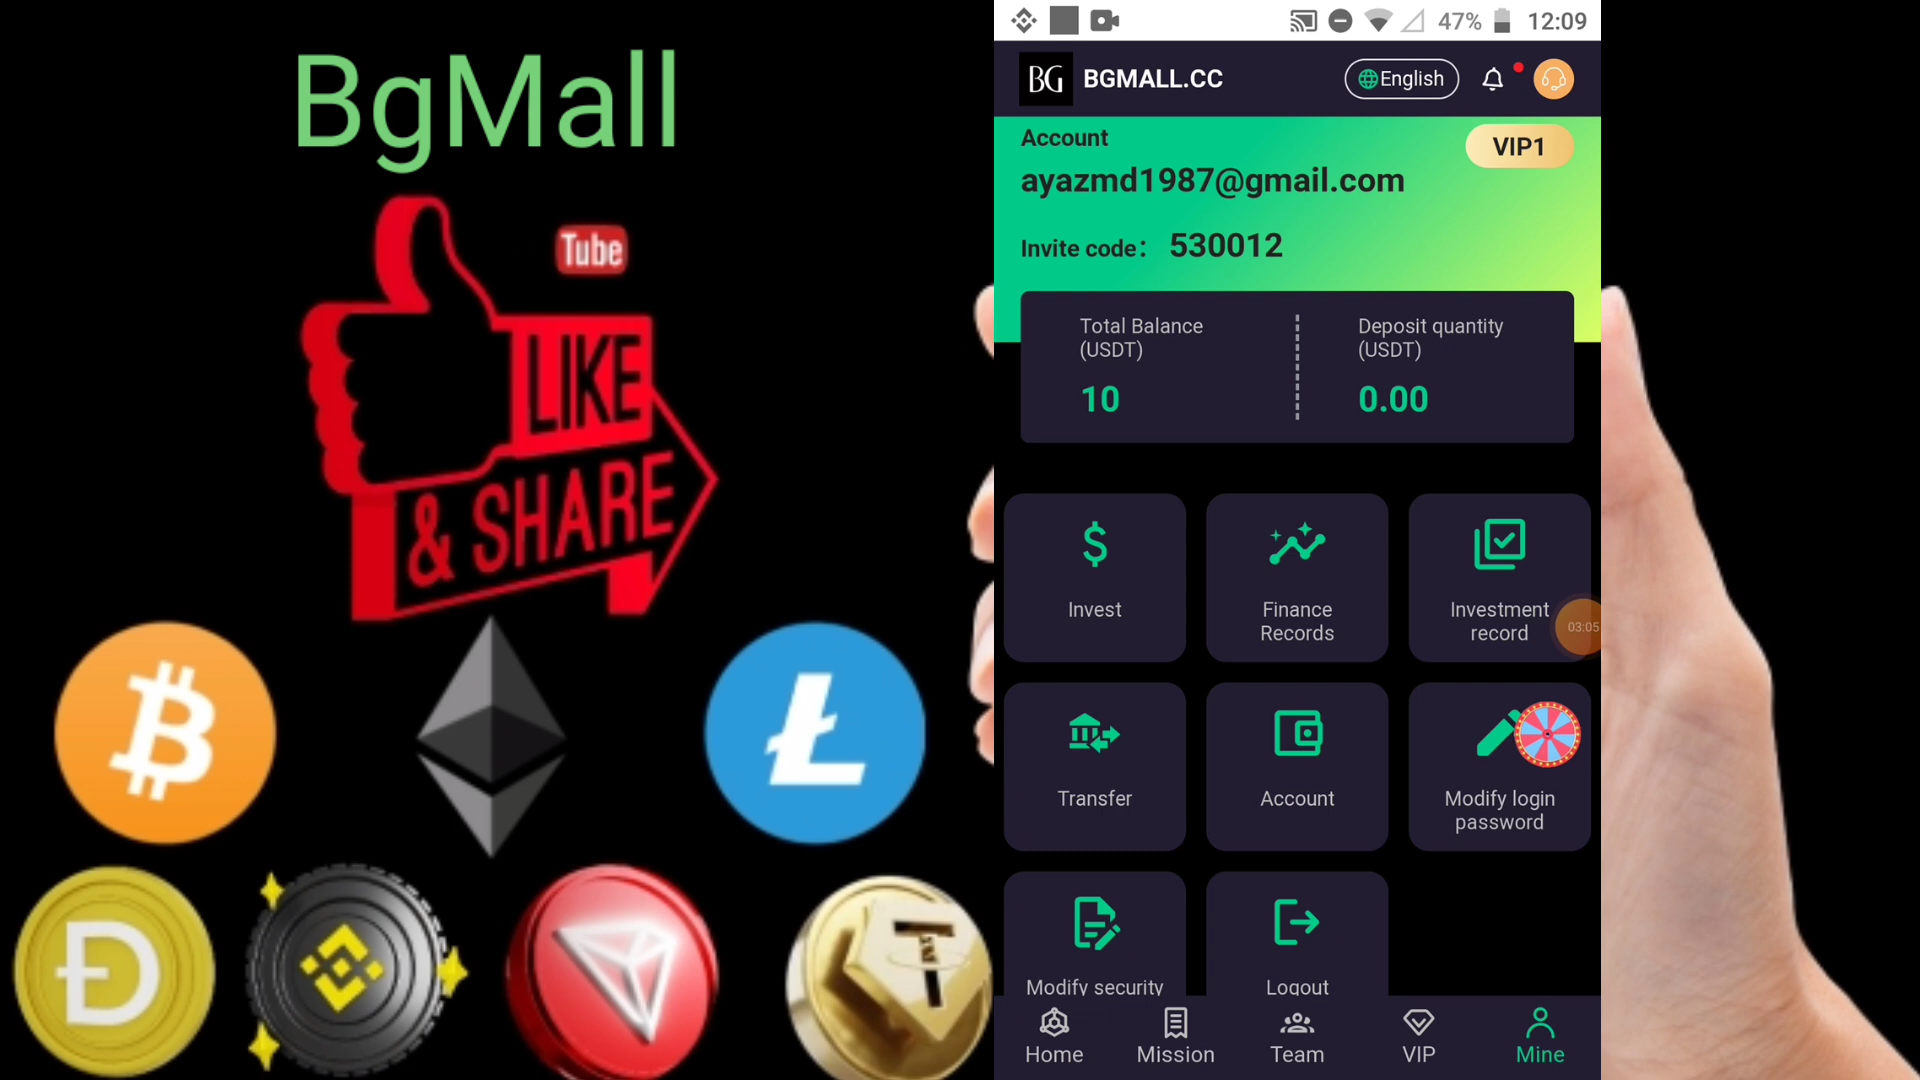 BgMall
Tube
LIKE
& SHARE
47% 12:09
BG BGMALL.CC English
Account
VIP1
ayazmd1987@gmail.com
Invite code: 530012
Total Balance
(USDT)
10
Deposit quantity
(USDT)
0.00
Invest
Finance
Records
Investment
record
03:05
Transfer
Account
Modify login
password
Modify security
Logout
Home
Mission
Team
VIP
Mine